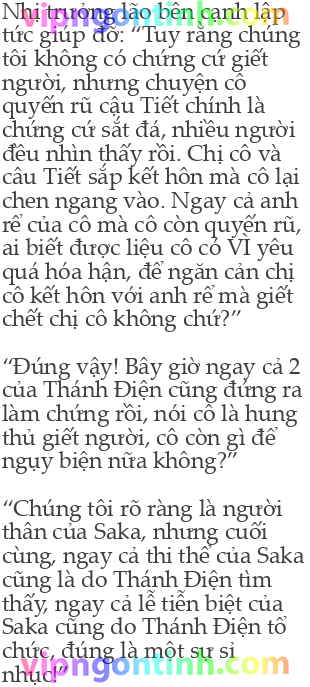 Nhị trưởng lão bên cạnh lập
tức giúp đỡ: “Tuy rằng chúng
tôi không có chứng cứ giết
người, nhưng chuyện cô
quyến rũ cậu Tiết chính là
chứng cứ sắt đá, nhiều người
đều nhìn thấy rồi. Chị cô và
câu Tiết sắp kết hôn mà cô lại
chen ngang vào. Ngay cả anh
rể của cô mà cô còn quyến rũ,
ai biết được liệu cô có VÌ yêu
quá hóa hận, để ngăn cản chị
cô kết hôn với anh rể mà giết
chết chị cô không chứ?”
“Đúng vậy! Bây giờ ngay cả 2
của Thánh Điện cũng đứng ra
làm chứng rồi, nói cô là hung
thủ giết người, cô còn gì để
ngụy biện nữa không?”
“Chúng tôi rõ ràng là người
thân của Saka, nhưng cuối
cùng, ngay cả thi thể của Saka
cũng là do Thánh Điện tìm
thấy, ngay cả lễ tiễn biệt của
Saka cũng do Thánh Điện tổ
chức, đúng là một sự sỉ
nhục!”
vipngontinh.com
vipngontinh.com